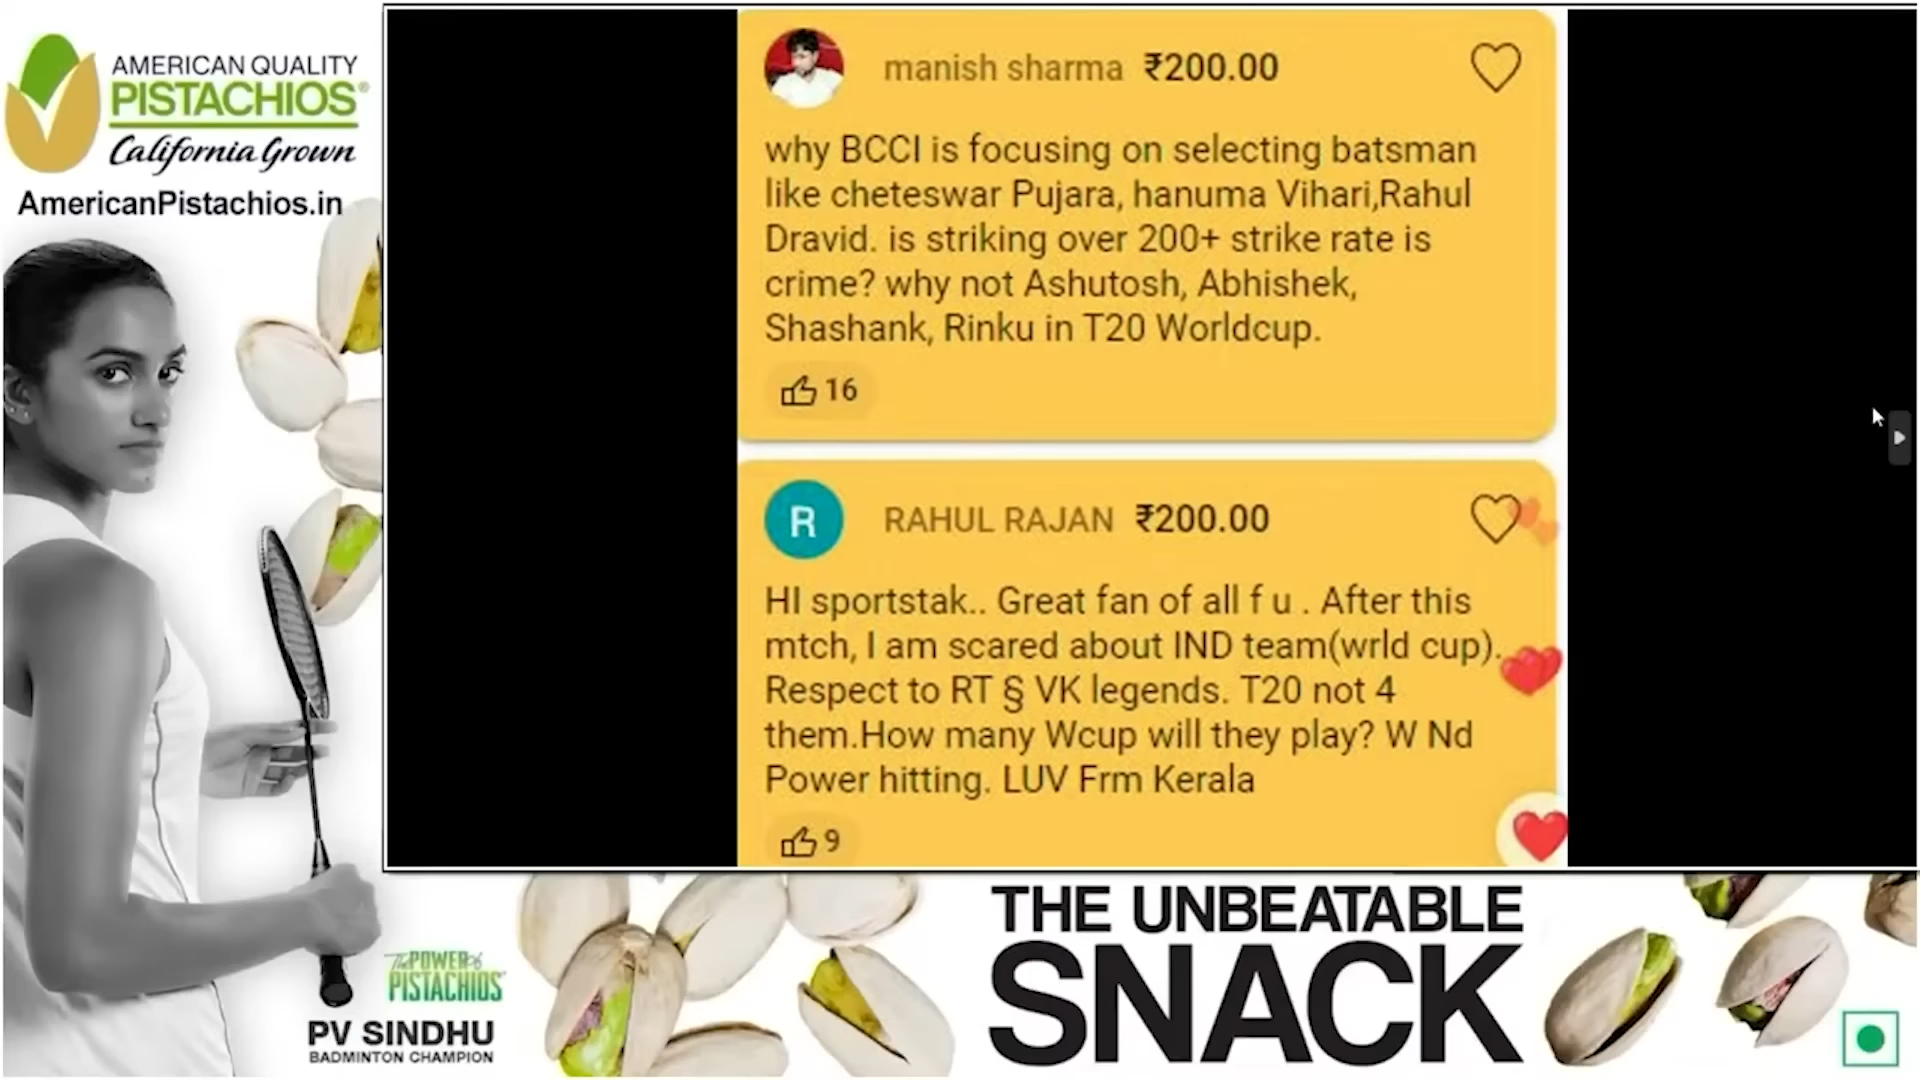 AMERICAN QUALITY
PISTACHIOS®
California Grown
AmericanPistachios.in
manish sharma ₹200.00
why BCCI is focusing on selecting batsman
like cheteswar Pujara, hanuma Vihari,Rahul
Dravid. is striking over 200+ strike rate is
crime? why not Ashutosh, Abhishek,
Shashank, Rinku in T20 Worldcup.
16
R
RAHUL RAJAN ₹200.00
HI sportstak.. Great fan of all f u . After this
mtch, I am scared about IND team(wrld cup).
Respect to RT § VK legends. T20 not 4
them.How many Wcup will they play? W Nd
Power hitting. LUV Frm Kerala
9
The POWER of
PISTACHIOS
PV SINDHU
BADMINTON CHAMPION
THE UNBEATABLE
SNACK